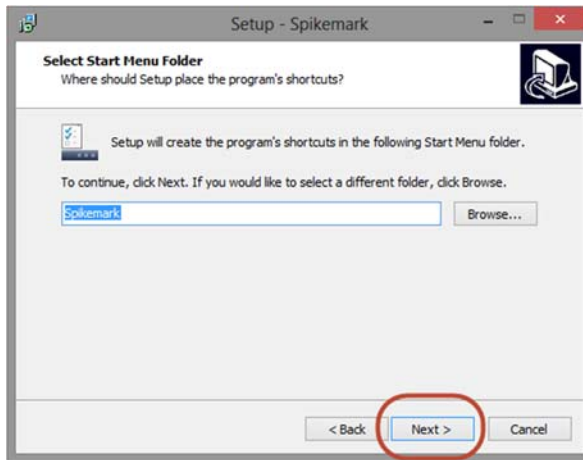 Setup - Spikemark
Select Start Menu Folder
Where should Setup place the program's shortcuts?
Setup will create the program's shortcuts in the following Start Menu folder.
To continue, click Next. If you would like to select a different folder, click Browse.
Spikemark
Browse...
< Back
Next >
Cancel